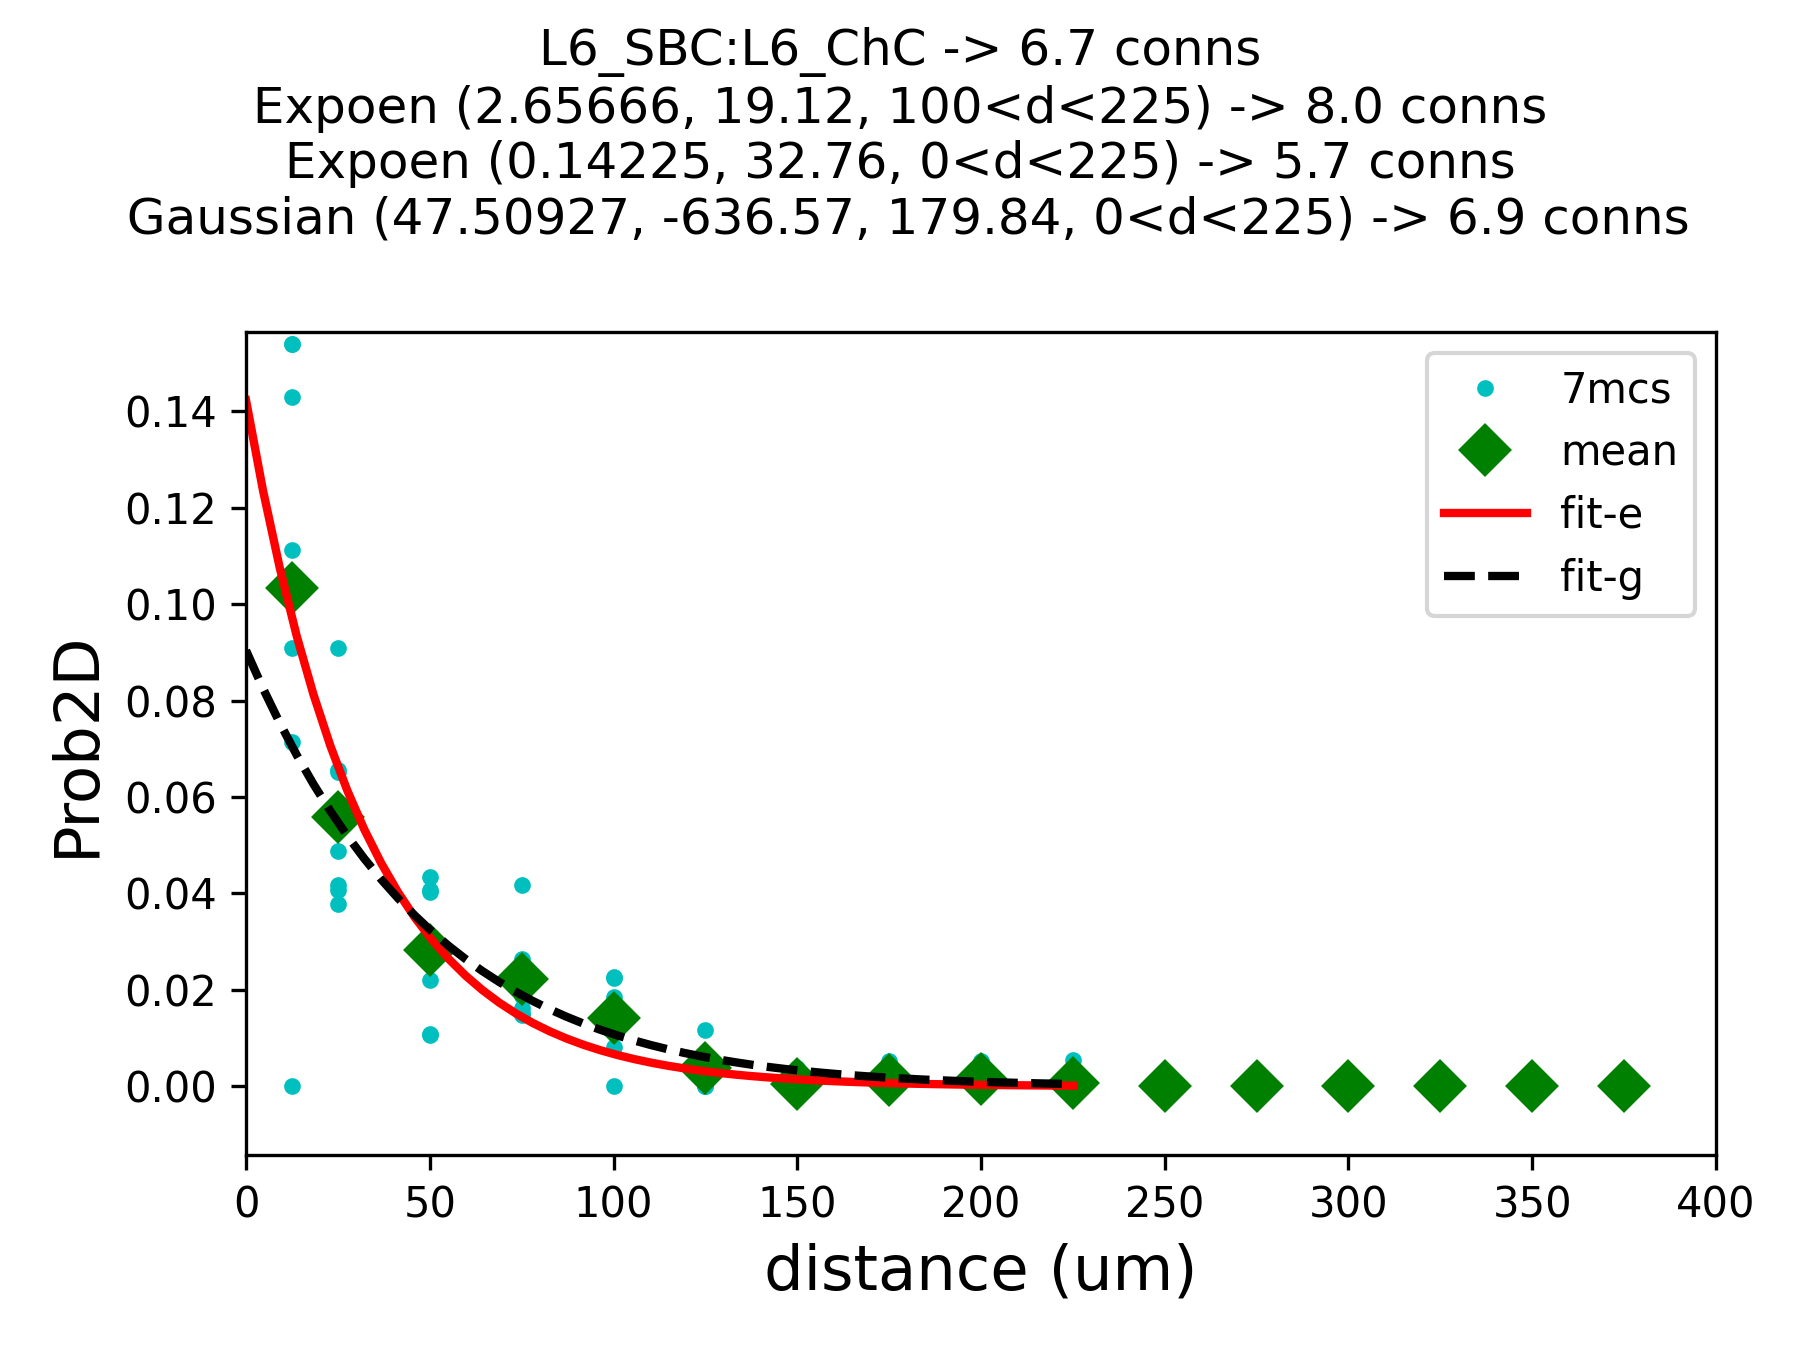 L6_SBC:L6_ChC -> 6.7 conns
Expoen (2.65666, 19.12, 100<d<225) -> 8.0 conns
Expoen (0.14225, 32.76, 0<d<225) -> 5.7 conns
Gaussian (47.50927, -636.57, 179.84, 0<d<225) -> 6.9 conns
7mcs
mean
fit-e
fit-g
0.14
0.12
0.10
0.08
0.06
0.04
0.02
0.00
Prob2D
0 50 100 150 200 250 300 350 400
distance (um)